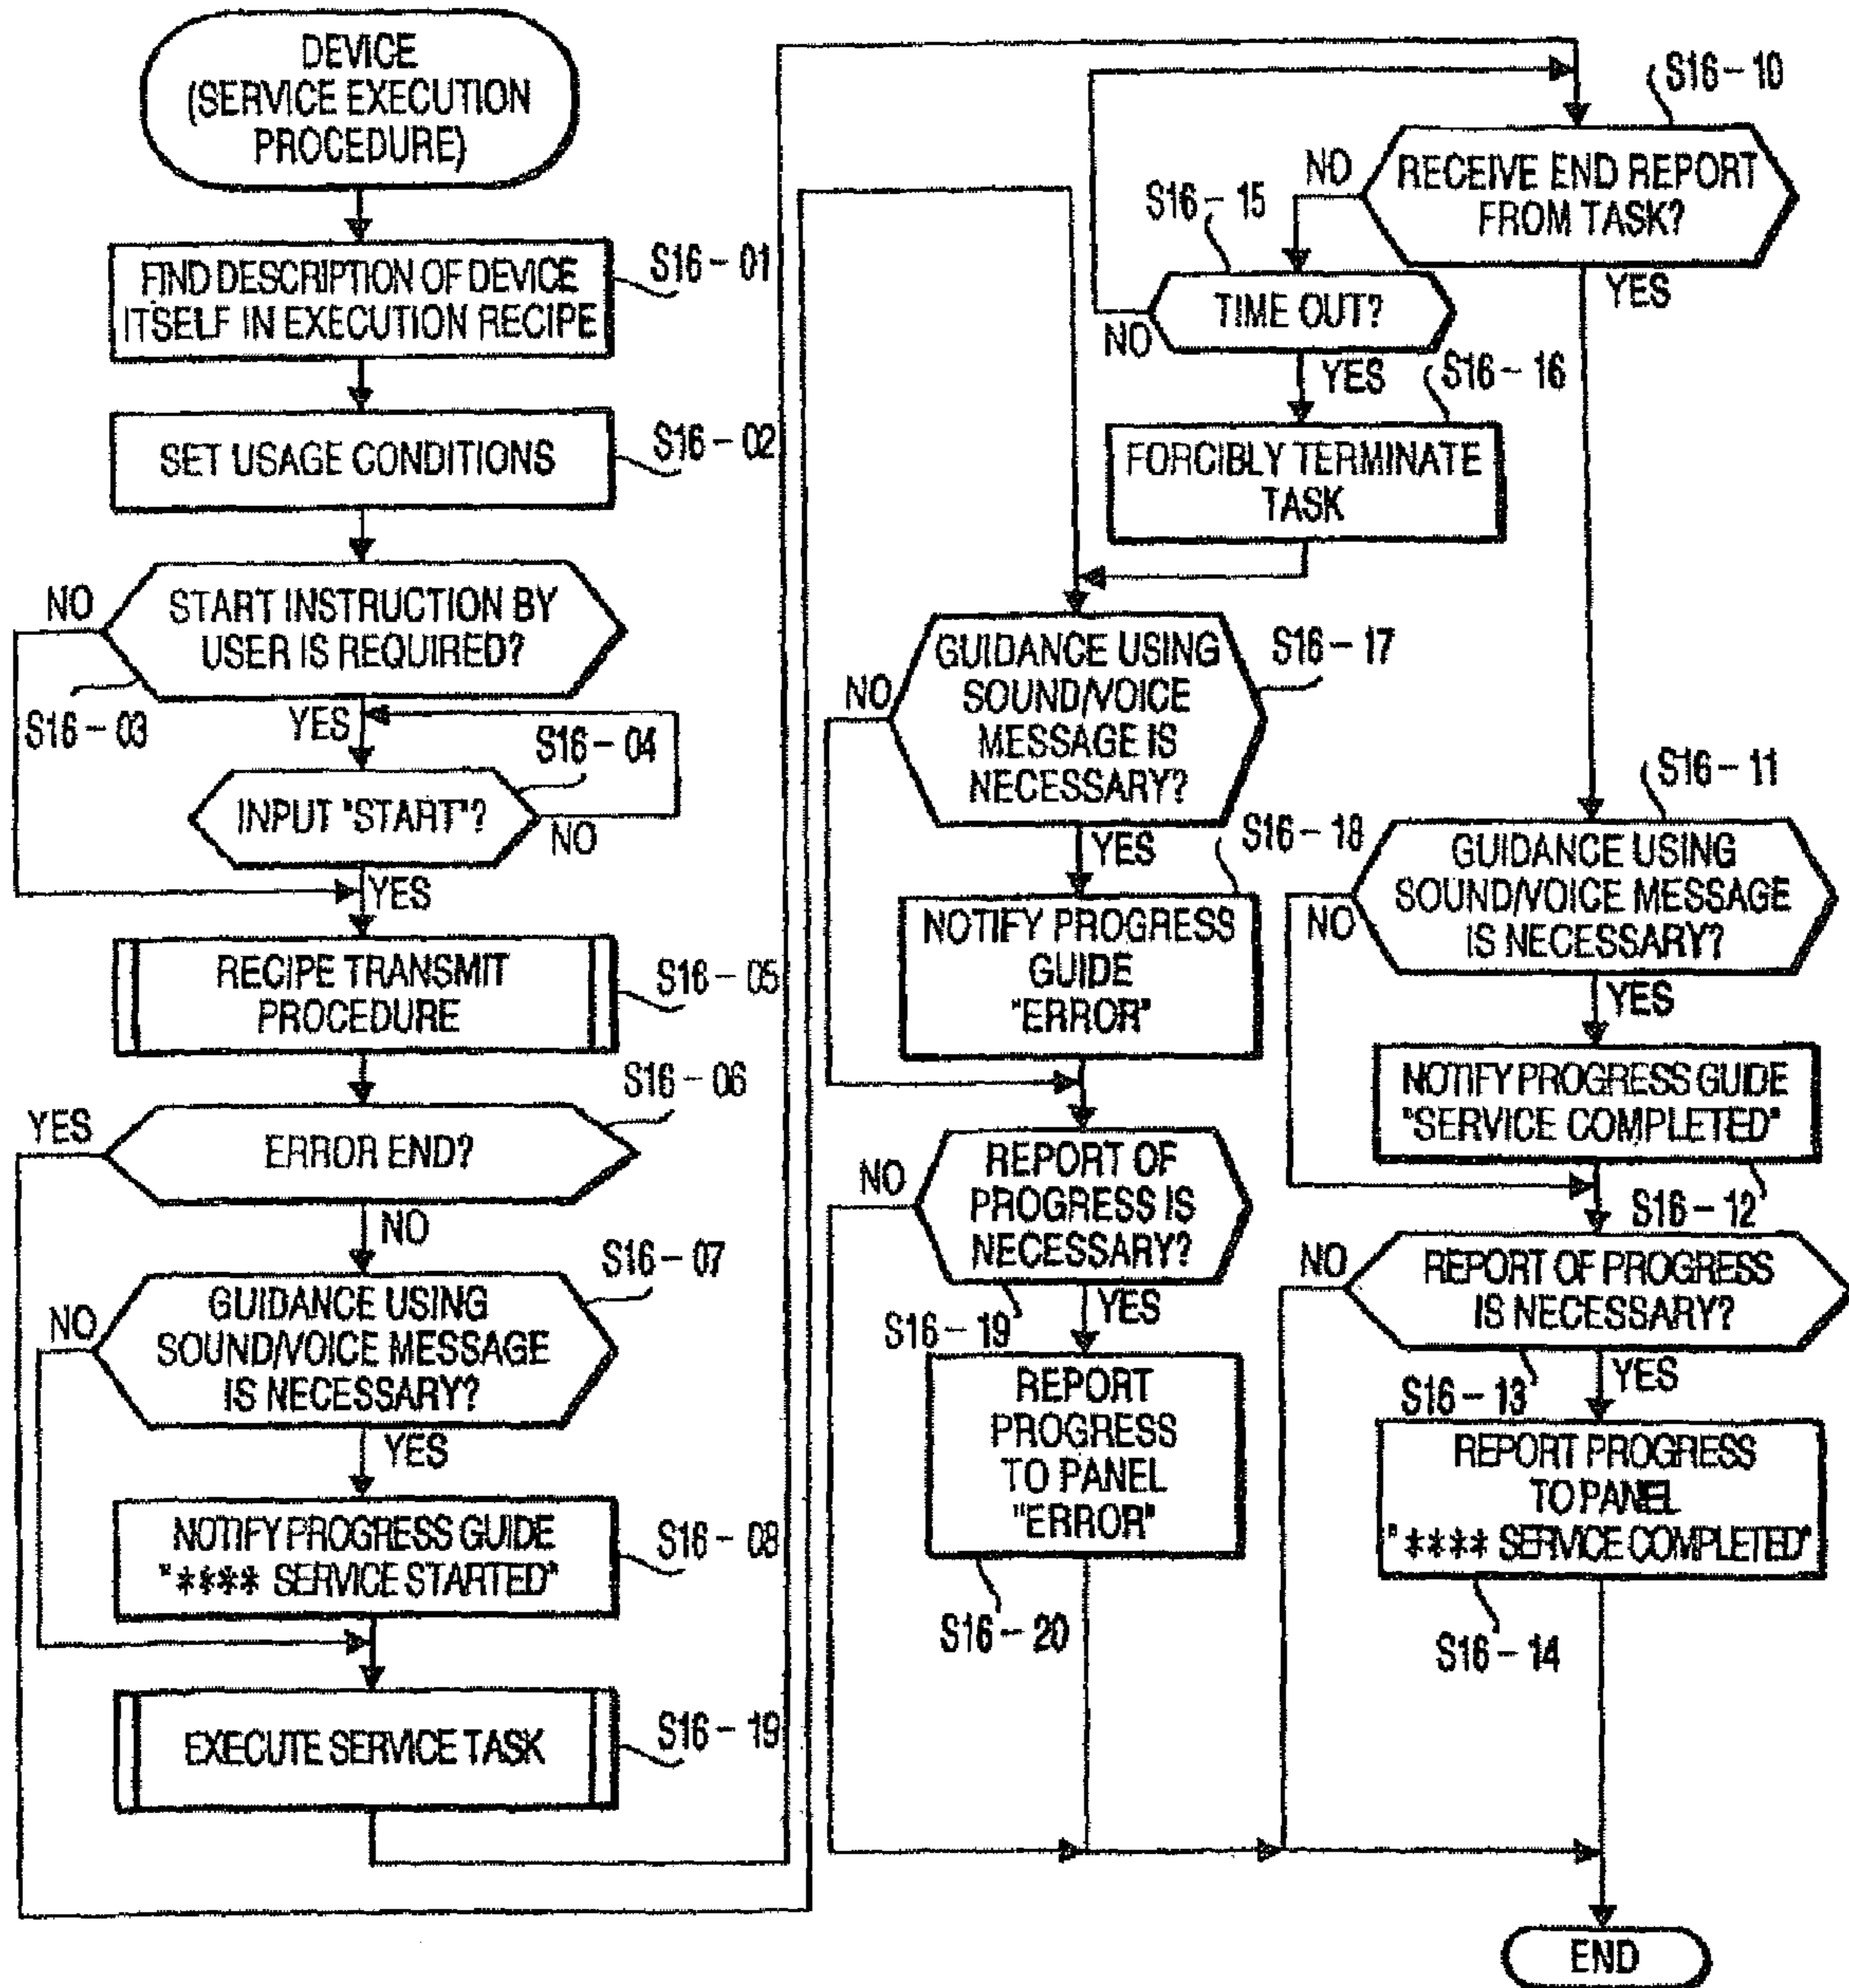 DEVICE
(SERVICE EXECUTION
PROCEDURE)
FIND DESCRIPTION OF DEVICE
ITSELF IN EXECUTION RECIPE
S16-01
SET USAGE CONDITIONS
S16-02
START INSTRUCTION BY
USER IS REQUIRED?
NO
YES
S16-03
S16-04
INPUT "START"?
NO
YES
RECIPE TRANSMIT
PROCEDURE
S16-05
S16-06
YES
ERROR END?
NO
S16-07
NO
GUIDANCE USING
SOUND/VOICE MESSAGE
IS NECESSARY?
YES
NOTIFY PROGRESS GUIDE
"**** SERVICE STARTED"
S16-08
EXECUTE SERVICE TASK
S16-19
S16-10
NO
RECEIVE END REPORT
FROM TASK?
YES
S16-15
TIME OUT?
NO
YES
S16-16
FORCIBLY TERMINATE
TASK
S16-17
NO
GUIDANCE USING
SOUND/VOICE
MESSAGE IS
NECESSARY?
YES
S16-18
NOTIFY PROGRESS
GUIDE
"ERROR"
NO
REPORT OF
PROGRESS IS
NECESSARY?
S16-19
YES
REPORT
PROGRESS
TO PANEL
"ERROR"
S16-20
S16-11
GUIDANCE USING
SOUND/VOICE MESSAGE
IS NECESSARY?
NO
YES
NOTIFY PROGRESS GUIDE
"SERVICE COMPLETED"
S16-12
NO
REPORT OF PROGRESS
IS NECESSARY?
S16-13
YES
REPORT PROGRESS
TO PANEL
"**** SERVICE COMPLETED"
S16-14
END